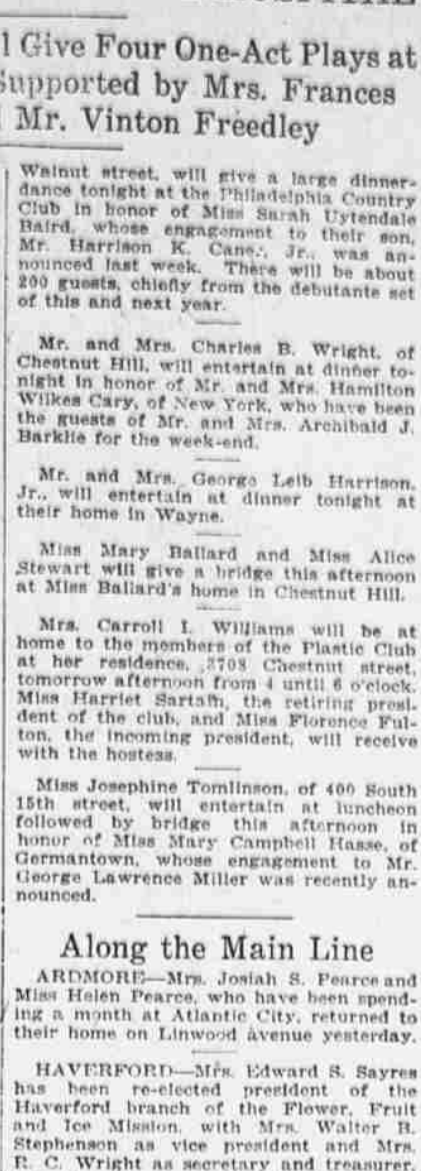 l Give Four One-Act Plays at
Supported by Mrs. Frances
Mr. Vinton Freedley
Walnut street, will give a large dinner-
dance tonight at the Philadelphia Country
Club in honor of Miss Sarah Uytendale
Baird, whose engagement to their son,
Mr. Harrison K. Caner, Jr., was an-
nounced last week. There will be about
200 guests, chiefly from the debutante set
of this and next year.
Mr. and Mrs. Charles B. Wright, of
Chestnut Hill, will entertain at dinner to-
night in honor of Mr. and Mrs. Hamilton
Wilkes Cary, of New York, who have been
the guests of Mr. and Mrs. Archibald J.
Barklie for the week-end.
Mr. and Mrs. George Leib Harrison,
Jr., will entertain at dinner tonight at
their home in Wayne.
Miss Mary Ballard and Miss Alice
Stewart will give a bridge this afternoon
at Miss Ballard's home in Chestnut Hill.
Mrs. Carroll I. Williams will be at
home to the members of the Plastic Club
at her residence, 3708 Chestnut street,
tomorrow afternoon from 4 until 6 o'clock.
Miss Harriet Sartain, the retiring presi-
dent of the club, and Miss Florence Ful-
ton, the incoming president, will receive
with the hostess.
Miss Josephine Tomlinson, of 400 South
15th street, will entertain at luncheon
followed by bridge this afternoon in
honor of Miss Mary Campbell Hasse, of
Germantown, whose engagement to Mr.
George Lawrence Miller was recently an-
nounced.
Along the Main Line
ARDMORE—Mrs. Josiah S. Pearce and
Miss Helen Pearce, who have been spend-
ing a month at Atlantic City, returned to
their home on Linwood avenue yesterday.
HAVERFORD—Mrs. Edward S. Sayres
has been re-elected president of the
Haverford branch of the Flower, Fruit
and Ice Mission, with Mrs. Walter B.
Stephenson as vice president and Mrs.
R. C. Wright as secretary and treasurer.